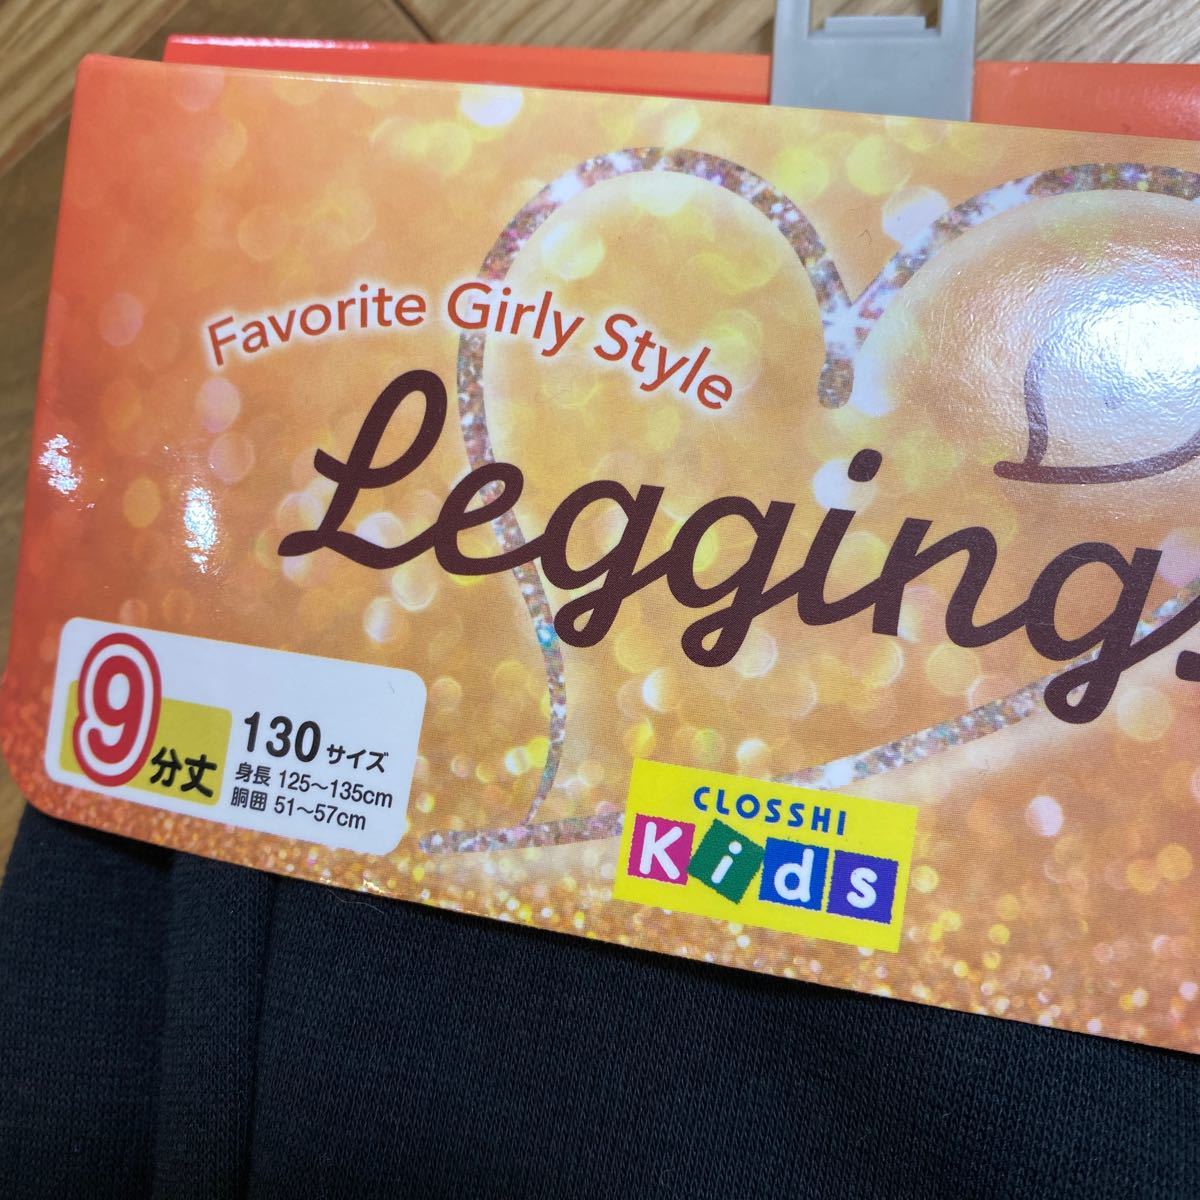 Favorite Girly Style
Leggings
9分丈
130サイズ
身長 125～135cm
胴囲 51～57cm
CLOSSHI
Kids